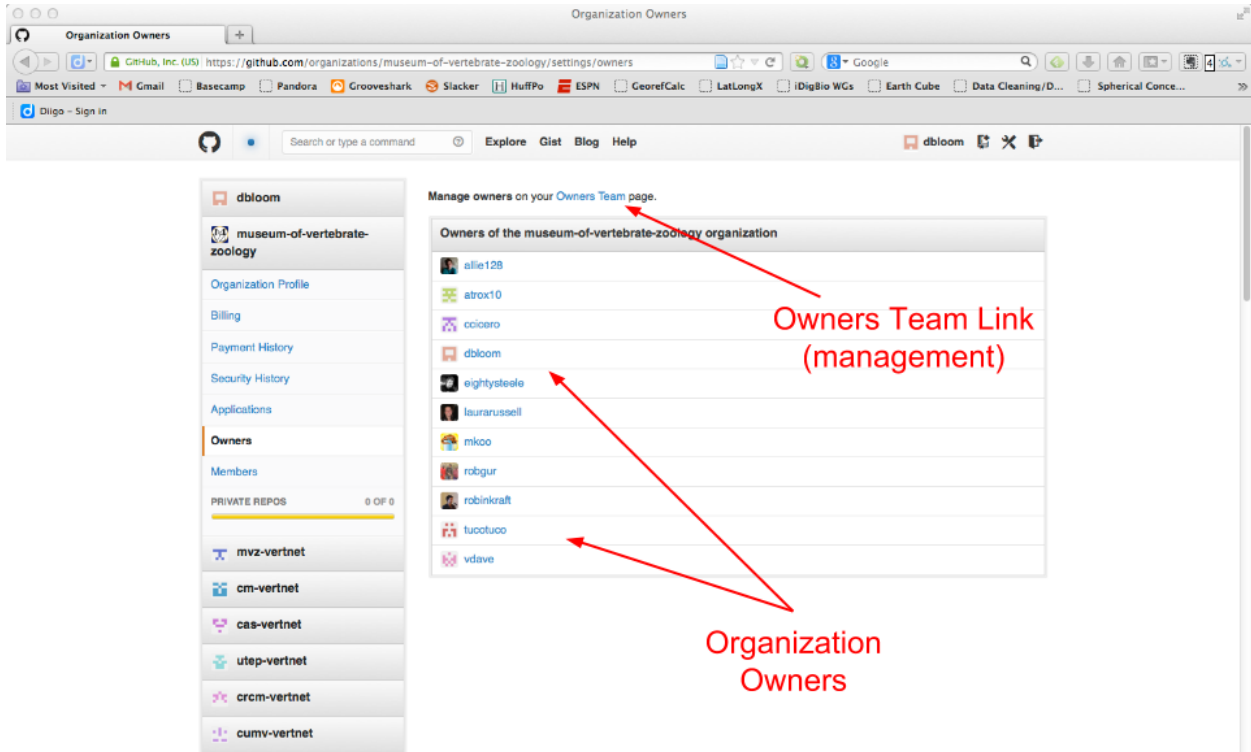 Organization Owners
Organization Owners
GitHub, Inc. (US) https://github.com/organizations/museum-of-vertebrate-zoology/settings/owners
Google
4
Most Visited Gmail Basecamp Pandora Grooveshark Slacker HuffPo ESPN GeorefCalc LatLongX iDigBio WGs Earth Cube Data Cleaning/D... Spherical Conce...
Diigo - Sign in
Search or type a command Explore Gist Blog Help dbloom
dbloom
museum-of-vertebrate-
zoology
Organization Profile
Billing
Payment History
Security History
Applications
Owners
Members
PRIVATE REPOS 0 OF 0
mvz-vertnet
cm-vertnet
cas-vertnet
utep-vertnet
crcm-vertnet
cumv-vertnet
Manage owners on your Owners Team page.
Owners of the museum-of-vertebrate-zoology organization
allie128
atrox10
ccicero
dbloom
eightysteele
laurarussell
mkoo
robgur
robinkraft
tucotuco
vdave
Owners Team Link
(management)
Organization
Owners